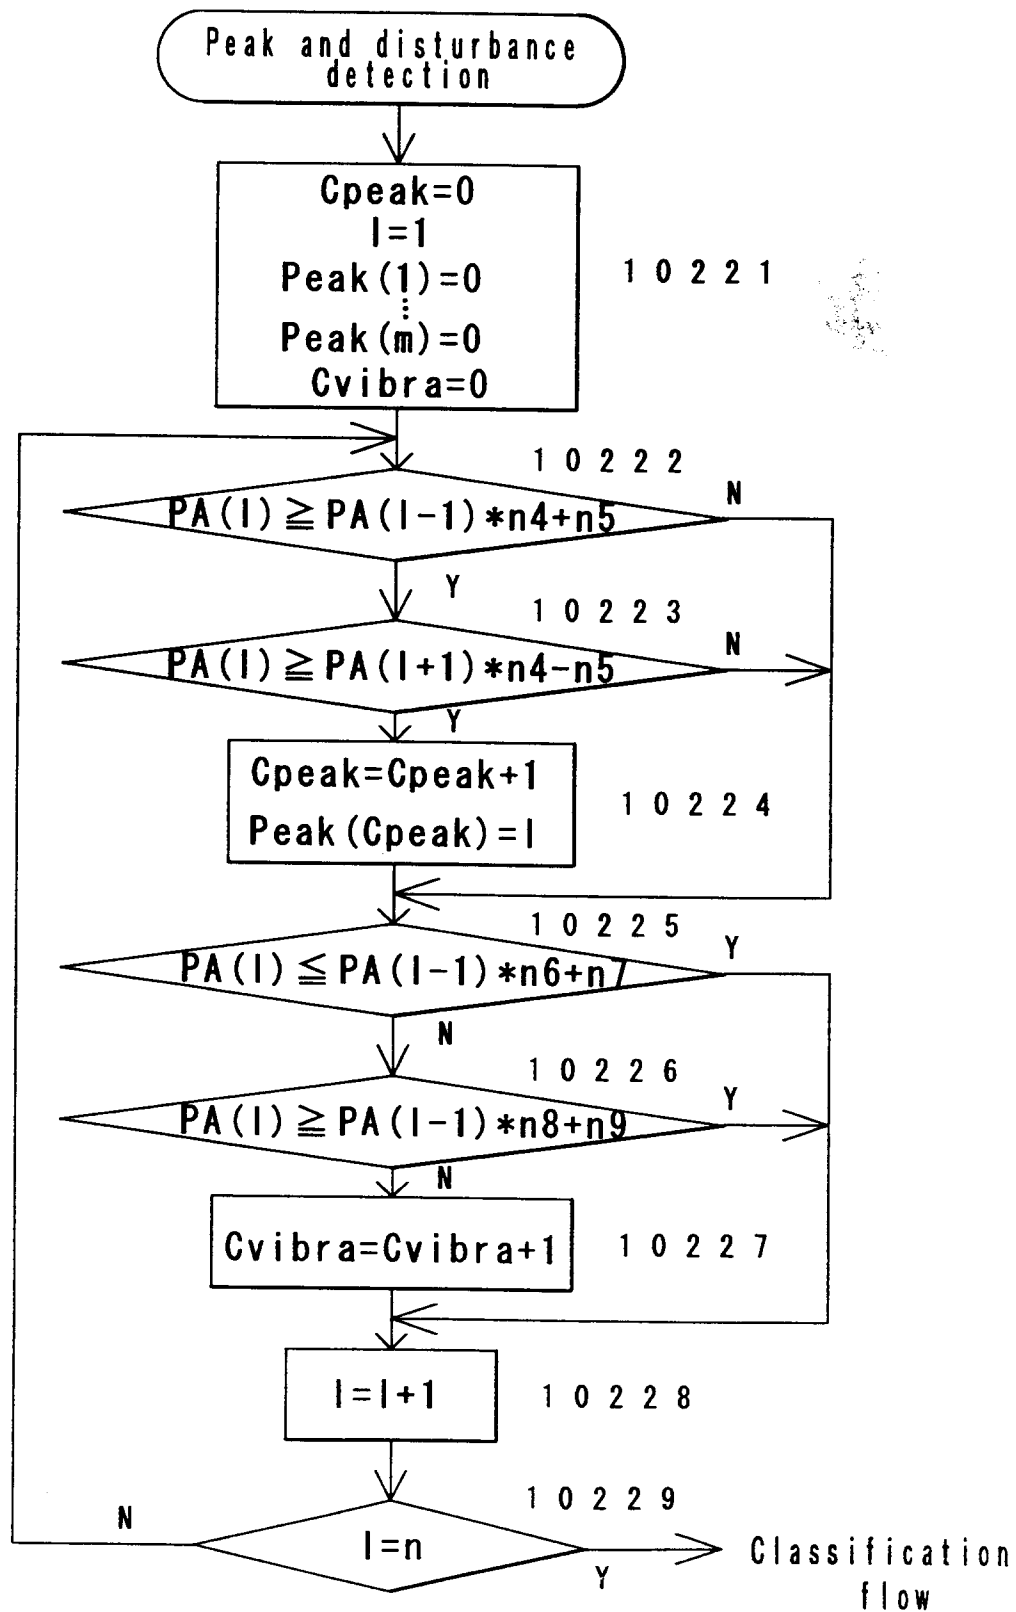 Peak and disturbance
detection
Cpeak=0
I=1
Peak(1)=0
⋮
Peak(m)=0
Cvibra=0
10221
10222
PA(I)≧PA(I-1)*n4+n5
N
Y
10223
PA(I)≧PA(I+1)*n4-n5
N
Y
Cpeak=Cpeak+1
Peak(Cpeak)=I
10224
10225
PA(I)≦PA(I-1)*n6+n7
Y
N
10226
PA(I)≧PA(I-1)*n8+n9
Y
N
Cvibra=Cvibra+1
10227
I=I+1
10228
10229
N
I=n
Y
Classification
flow